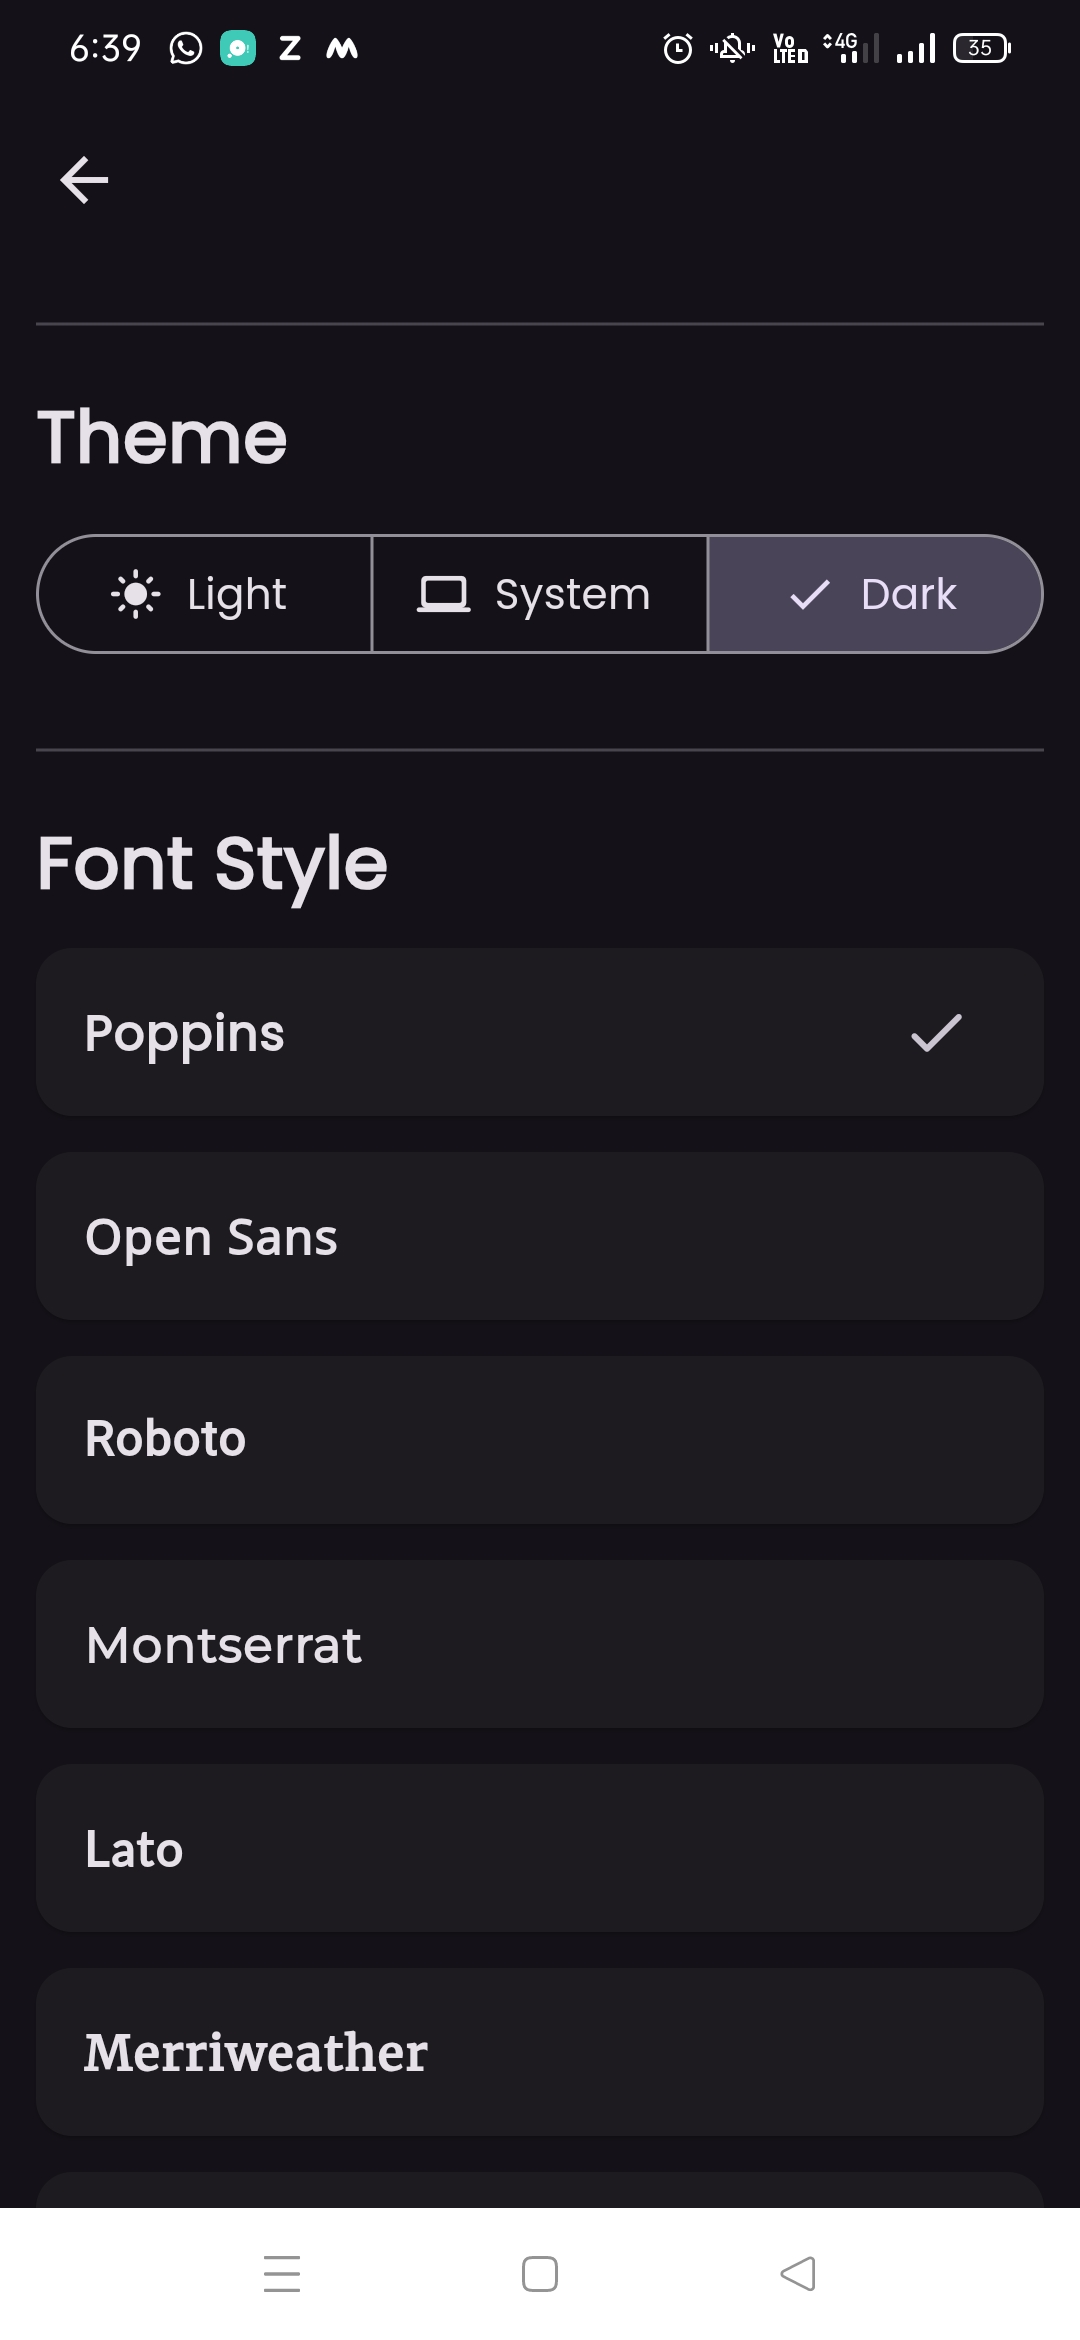 6:39
Z
Vo
LTE D
4G
35
Theme
Light
System
Dark
Font Style
Poppins
Open Sans
Roboto
Montserrat
Lato
Merriweather